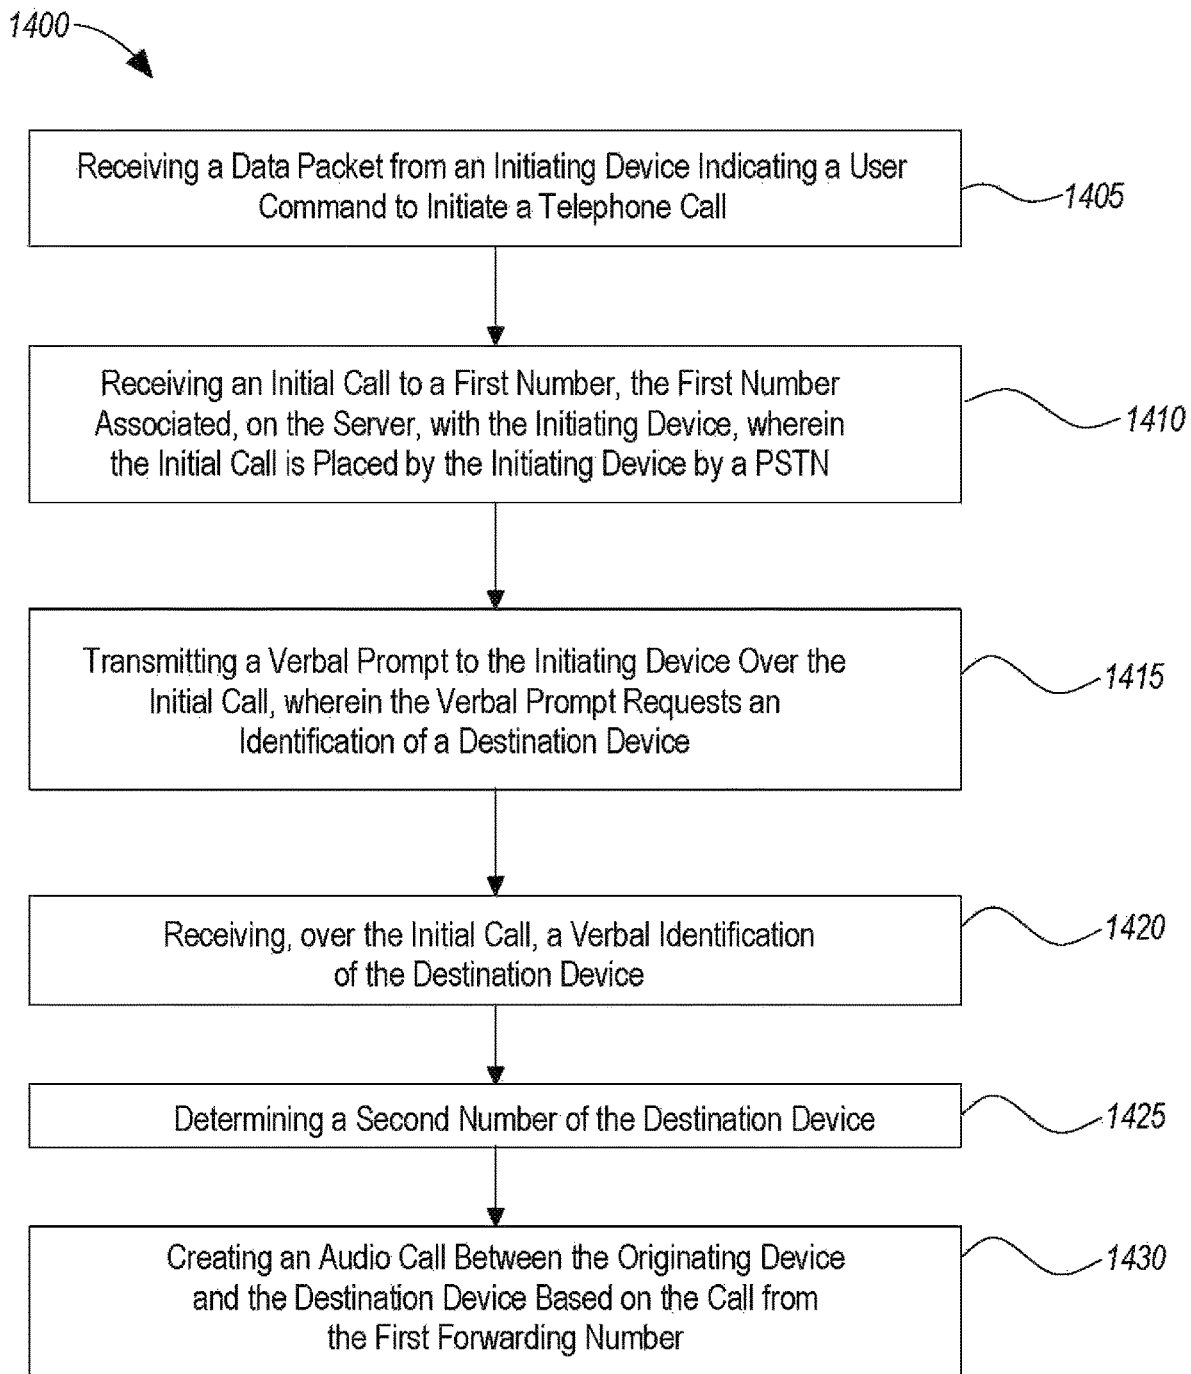 1400
Receiving a Data Packet from an Initiating Device Indicating a User
Command to Initiate a Telephone Call
1405
Receiving an Initial Call to a First Number, the First Number
Associated, on the Server, with the Initiating Device, wherein
the Initial Call is Placed by the Initiating Device by a PSTN
1410
Transmitting a Verbal Prompt to the Initiating Device Over the
Initial Call, wherein the Verbal Prompt Requests an
Identification of a Destination Device
1415
Receiving, over the Initial Call, a Verbal Identification
of the Destination Device
1420
Determining a Second Number of the Destination Device
1425
Creating an Audio Call Between the Originating Device
and the Destination Device Based on the Call from
the First Forwarding Number
1430